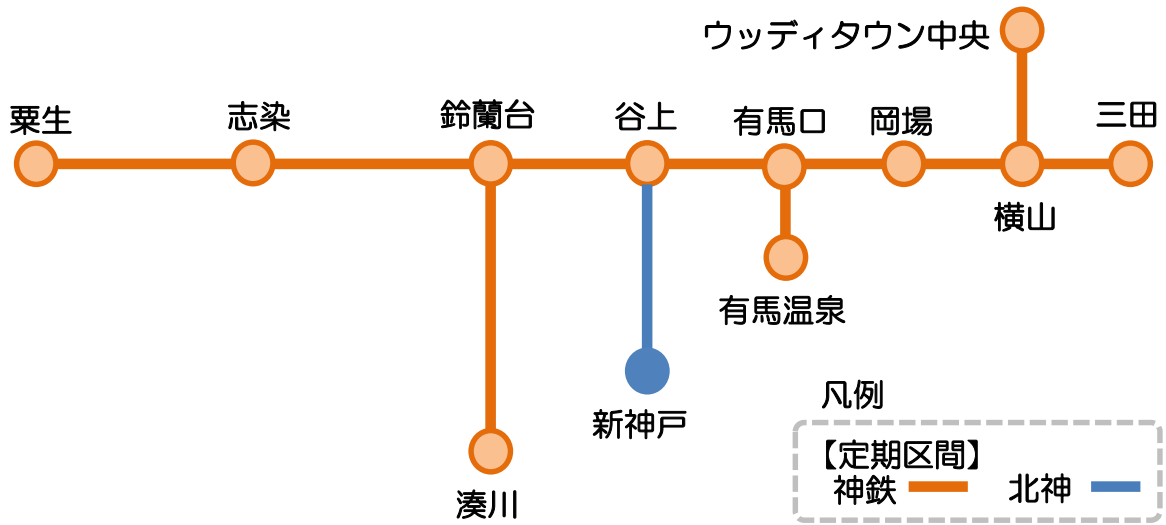 ウッディタウン中央
粟生
志染
鈴蘭台
谷上
有馬口
岡場
三田
横山
有馬温泉
新神戸
湊川
凡例
【定期区間】
神鉄
北神